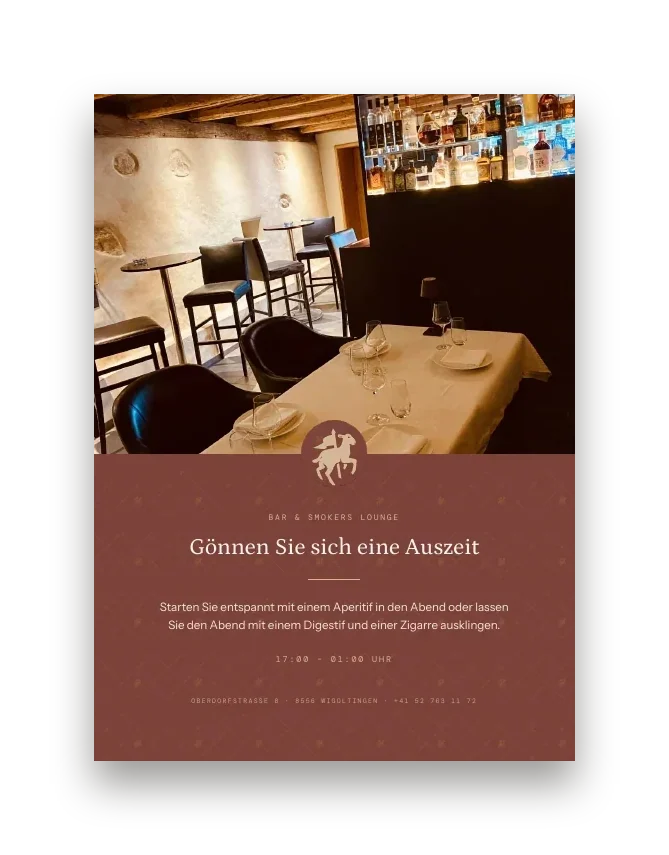 BAR & SMOKERS LOUNGE
Gönnen Sie sich eine Auszeit
Starten Sie entspannt mit einem Aperitif in den Abend oder lassen
Sie den Abend mit einem Digestif und einer Zigarre ausklingen.
17:00 - 01:00 UHR
OBERDORFSTRASSE 8 - 8556 WIGOLTINGEN - +41 52 763 11 72